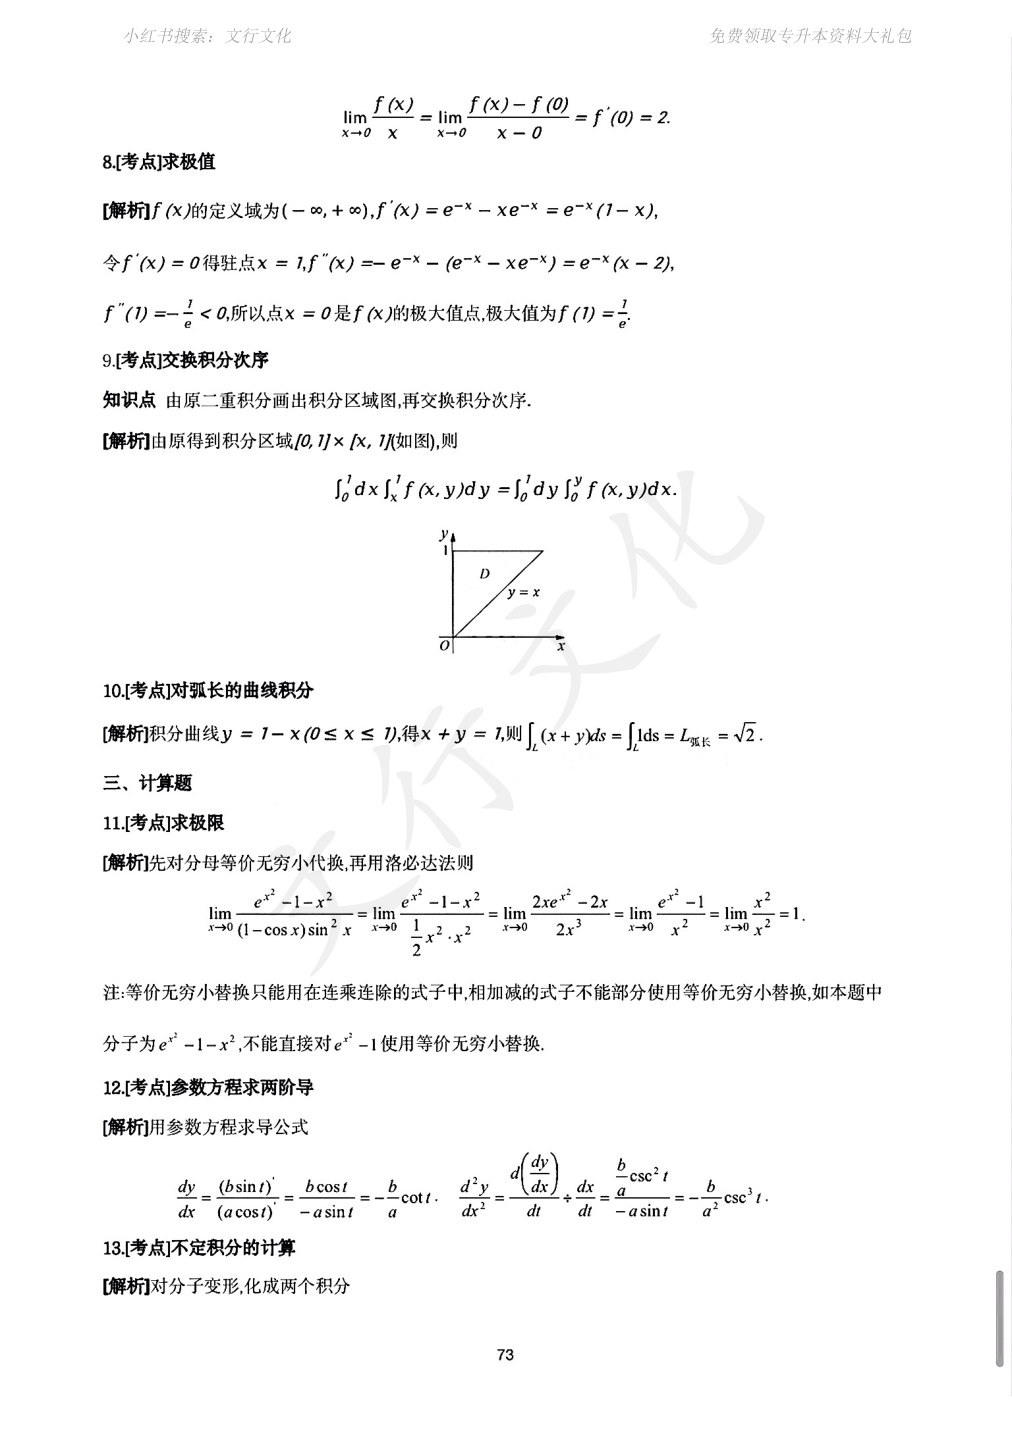 小红书搜索：文行文化 免费领取专升本资料大礼包
lim x→0 f(x)/x = lim x→0 (f(x)−f(0))/(x−0) = f′(0) = 2.
8.[考点]求极值
[解析]f(x)的定义域为(−∞,+∞),f′(x) = e^{−x} − xe^{−x} = e^{−x}(1−x),
令f′(x) = 0得驻点x = 1,f″(x) =− e^{−x} − (e^{−x} − xe^{−x}) = e^{−x}(x − 2),
f″(1) =− 1/e < 0,所以点x = 0是f(x)的极大值点,极大值为f(1) = 1/e.
9.[考点]交换积分次序
知识点 由原二重积分画出积分区域图,再交换积分次序.
[解析]由原得到积分区域[0,1]×[x,1](如图),则
∫_0^1 dx ∫_x^1 f(x,y)dy = ∫_0^1 dy ∫_0^y f(x,y)dx.
y
1
D
y = x
O
x
10.[考点]对弧长的曲线积分
[解析]积分曲线y = 1−x(0≤ x ≤ 1),得x + y = 1,则∫_L (x + y)ds = ∫_L 1ds = L弧长 = √2.
三、计算题
11.[考点]求极限
[解析]先对分母等价无穷小代换,再用洛必达法则
lim x→0 (e^{x²}−1−x²)/((1−cos x)sin² x) = lim x→0 (e^{x²}−1−x²)/(1/2 x²·x²) = lim x→0 (2xe^{x²}−2x)/(2x³) = lim x→0 (e^{x²}−1)/x² = lim x→0 x²/x² = 1.
注:等价无穷小替换只能用在连乘连除的式子中,相加减的式子不能部分使用等价无穷小替换,如本题中
分子为e^{x²}−1−x²,不能直接对e^{x²}−1使用等价无穷小替换.
12.[考点]参数方程求两阶导
[解析]用参数方程求导公式
dy/dx = (b sin t)′/(a cos t)′ = b cos t/(−a sin t) = −b/a cot t. d²y/dx² = d(dy/dx)/dt ÷ dx/dt = (b/a csc² t)/(−a sin t) = −b/a² csc³ t.
13.[考点]不定积分的计算
[解析]对分子变形,化成两个积分
73
文行文化